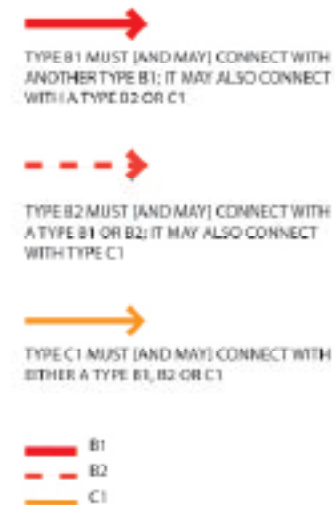 TYPE B1 MUST [AND MAY] CONNECT WITH
ANOTHER TYPE B1; IT MAY ALSO CONNECT
WITH A TYPE B2 OR C1
TYPE B2 MUST [AND MAY] CONNECT WITH
A TYPE B1 OR B2; IT MAY ALSO CONNECT
WITH TYPE C1
TYPE C1 MUST [AND MAY] CONNECT WITH
EITHER A TYPE B1, B2 OR C1
B1
B2
C1